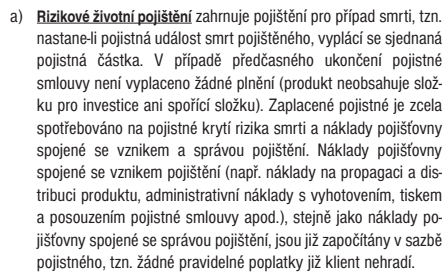 a) Rizikové životní pojištění zahrnuje pojištění pro případ smrti, tzn.
nastane-li pojistná událost smrt pojištěného, vyplácí se sjednaná
pojistná částka. V případě předčasného ukončení pojistné
smlouvy není vyplaceno žádné plnění (produkt neobsahuje slož-
ku pro investice ani spořící složku). Zaplacené pojistné je zcela
spotřebováno na pojistné krytí rizika smrti a náklady pojišťovny
spojené se vznikem a správou pojištění. Náklady pojišťovny
spojené se vznikem pojištění (např. náklady na propagaci a dis-
tribuci produktu, administrativní náklady s vyhotovením, tiskem
a posouzením pojistné smlouvy apod.), stejně jako náklady po-
jišťovny spojené se správou pojištění, jsou již započítány v sazbě
pojistného, tzn. žádné pravidelné poplatky již klient nehradí.